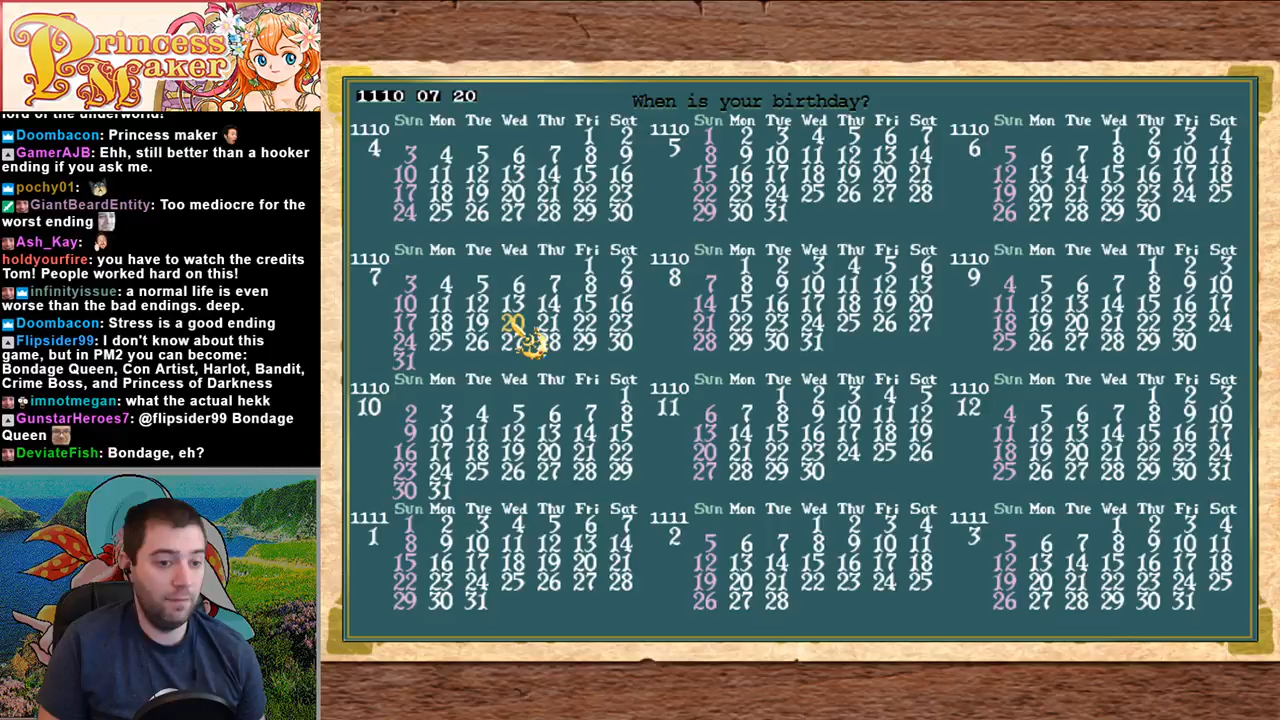 Princess
Maker
lord of the underworld!
Doombacon: Princess maker
GamerAJB: Ehh, still better than a hooker
ending if you ask me.
pochy01:
GiantBeardEntity: Too mediocre for the
worst ending
Ash_Kay:
holdyourfire: you have to watch the credits
Tom! People worked hard on this!
infinityissue: a normal life is even
worse than the bad endings. deep.
Doombacon: Stress is a good ending
Flipsider99: I don't know about this
game, but in PM2 you can become:
Bondage Queen, Con Artist, Harlot, Bandit,
Crime Boss, and Princess of Darkness
imnotmegan: what the actual hekk
GunstarHeroes7: @flipsider99 Bondage
Queen
DeviateFish: Bondage, eh?
1110 07 20
When is your birthday?
1110 4
Sun Mon Tue Wed Thu Fri Sat
1 2
3 4 5 6 7 8 9
10 11 12 13 14 15 16
17 18 19 20 21 22 23
24 25 26 27 28 29 30
1110 5
Sun Mon Tue Wed Thu Fri Sat
1 2 3 4 5 6 7
8 9 10 11 12 13 14
15 16 17 18 19 20 21
22 23 24 25 26 27 28
29 30 31
1110 6
Sun Mon Tue Wed Thu Fri Sat
1 2 3 4
5 6 7 8 9 10 11
12 13 14 15 16 17 18
19 20 21 22 23 24 25
26 27 28 29 30
1110 7
Sun Mon Tue Wed Thu Fri Sat
1 2
3 4 5 6 7 8 9
10 11 12 13 14 15 16
17 18 19 20 21 22 23
24 25 26 27 28 29 30
31
1110 8
Sun Mon Tue Wed Thu Fri Sat
1 2 3 4 5 6
7 8 9 10 11 12 13
14 15 16 17 18 19 20
21 22 23 24 25 26 27
28 29 30 31
1110 9
Sun Mon Tue Wed Thu Fri Sat
1 2 3
4 5 6 7 8 9 10
11 12 13 14 15 16 17
18 19 20 21 22 23 24
25 26 27 28 29 30
1110 10
Sun Mon Tue Wed Thu Fri Sat
1
2 3 4 5 6 7 8
9 10 11 12 13 14 15
16 17 18 19 20 21 22
23 24 25 26 27 28 29
30 31
1110 11
Sun Mon Tue Wed Thu Fri Sat
1 2 3 4 5
6 7 8 9 10 11 12
13 14 15 16 17 18 19
20 21 22 23 24 25 26
27 28 29 30
1110 12
Sun Mon Tue Wed Thu Fri Sat
1 2 3
4 5 6 7 8 9 10
11 12 13 14 15 16 17
18 19 20 21 22 23 24
25 26 27 28 29 30 31
1111 1
Sun Mon Tue Wed Thu Fri Sat
1 2 3 4 5 6 7
8 9 10 11 12 13 14
15 16 17 18 19 20 21
22 23 24 25 26 27 28
29 30 31
1111 2
Sun Mon Tue Wed Thu Fri Sat
1 2 3 4
5 6 7 8 9 10 11
12 13 14 15 16 17 18
19 20 21 22 23 24 25
26 27 28
1111 3
Sun Mon Tue Wed Thu Fri Sat
1 2 3 4
5 6 7 8 9 10 11
12 13 14 15 16 17 18
19 20 21 22 23 24 25
26 27 28 29 30 31